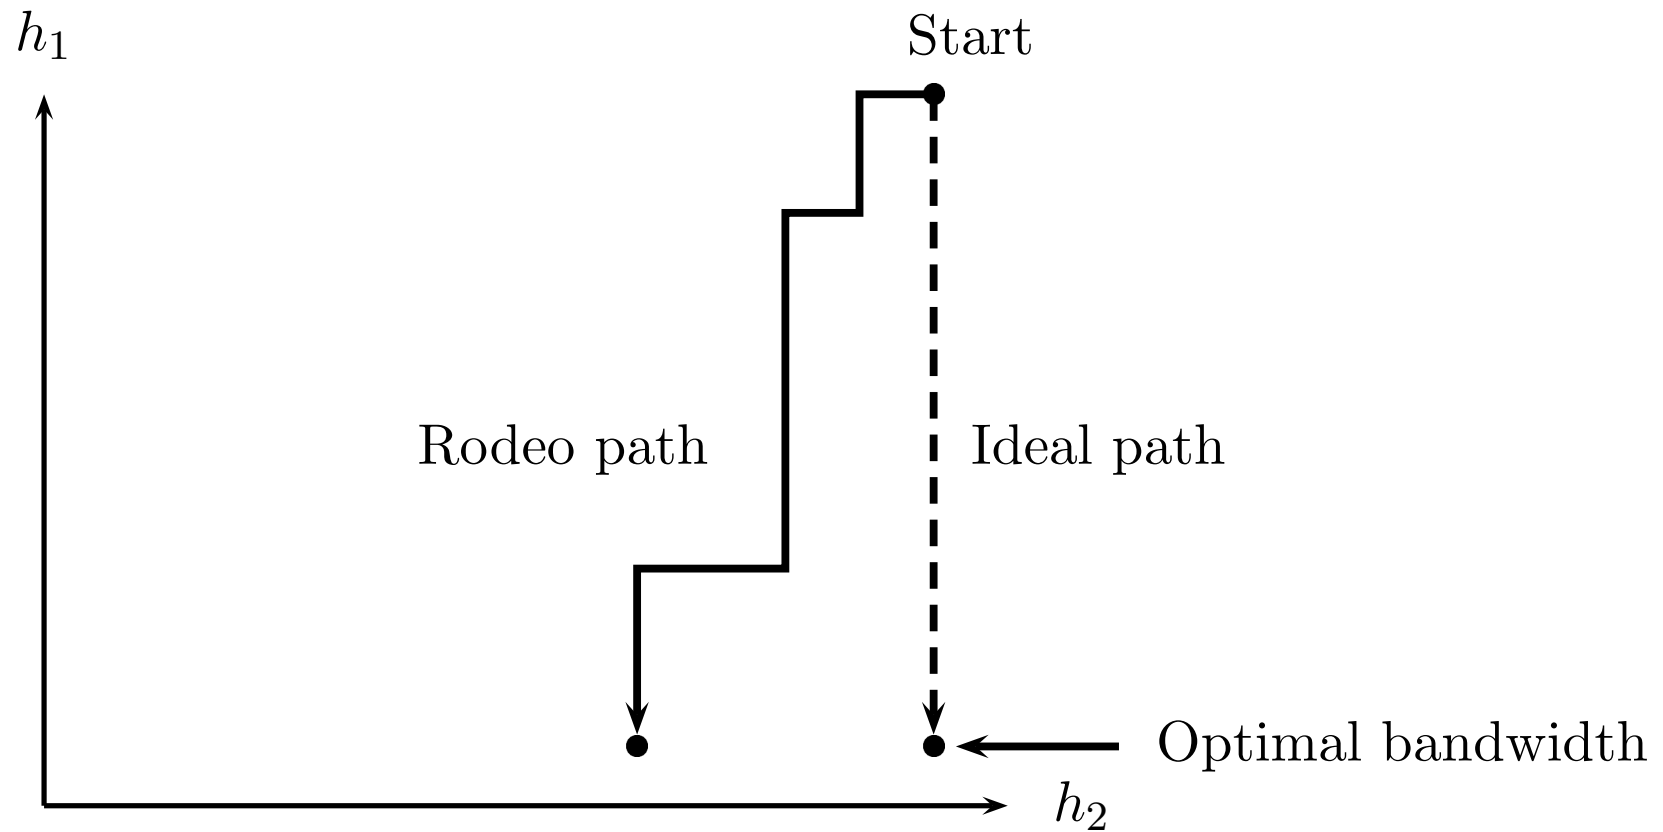 Start
h₁
Rodeo path
Ideal path
Optimal bandwidth
h₂